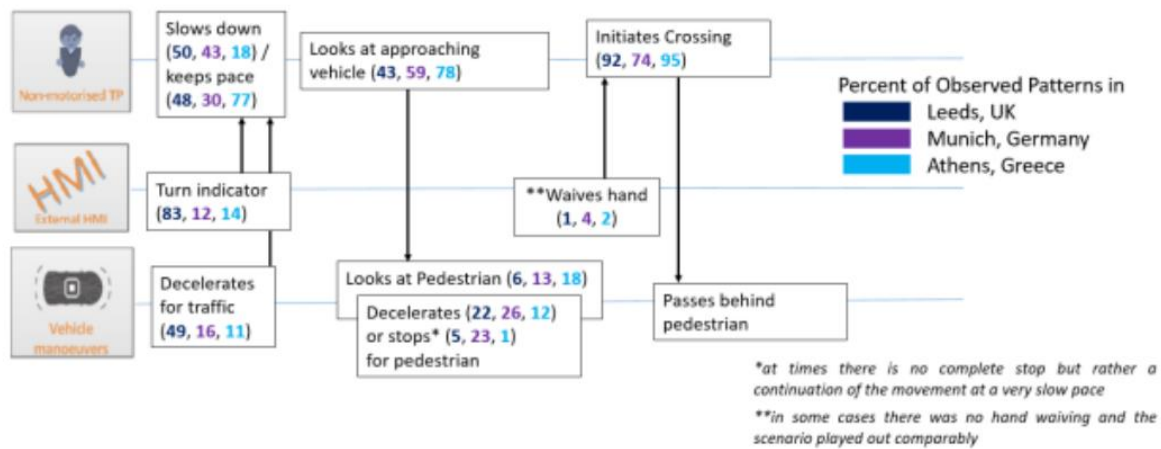 Slows down
(50, 43, 18) /
keeps pace
(48, 30, 77)
Looks at approaching
vehicle (43, 59, 78)
Initiates Crossing
(92, 74, 95)
Non-motorised TP
Percent of Observed Patterns in
Leeds, UK
Munich, Germany
Athens, Greece
HMI
External HMI
Turn indicator
(83, 12, 14)
**Waives hand
(1, 4, 2)
Vehicle
manoeuvers
Decelerates
for traffic
(49, 16, 11)
Looks at Pedestrian (6, 13, 18)
Decelerates (22, 26, 12)
or stops* (5, 23, 1)
for pedestrian
Passes behind
pedestrian
*at times there is no complete stop but rather a
continuation of the movement at a very slow pace
**in some cases there was no hand waiving and the
scenario played out comparably